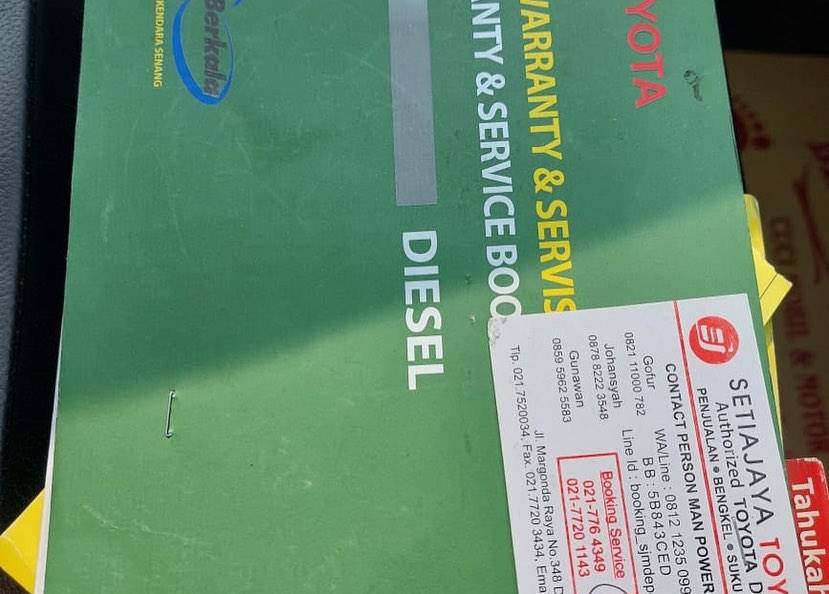 YOTA
WARRANTY & SERVIS
ANTY & SERVICE BOO
DIESEL
Berkala
KENDARA SENANG
SETIAJAYA TOY
Authorized TOYOTA D
PENJUALAN • BENGKEL • SUKU
CONTACT PERSON MAN POWER
Gofur
0821 11000 782
Johansyah
0878 8222 3548
Gunawan
0859 5962 5583
WA/Line : 0812 1235 099
BB : 5B843CED
Line Id : booking_sjmdep
Booking Service
021-776 4349
021-7720 1143
Jl. Margonda Raya No.348 D
Tlp. 021.7520034, Fax. 021.7720 3434, Ema
Tahukah
& MOTOR